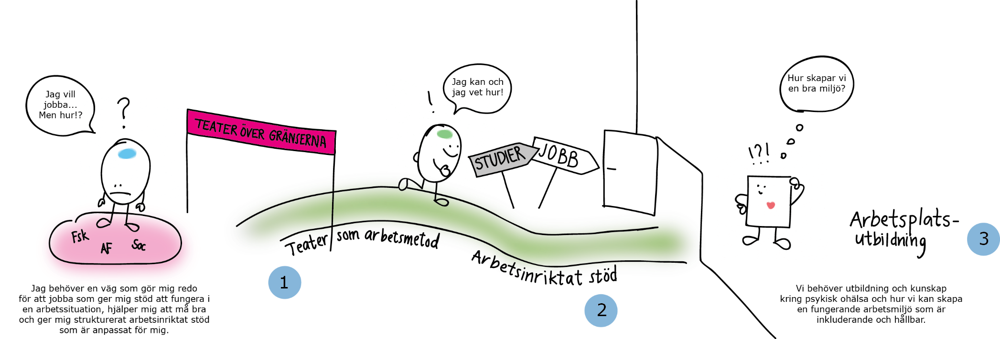 Jag vill
jobba...
Men hur!?
?
Fsk
AF
Soc
Jag behöver en väg som gör mig redo
för att jobba som ger mig stöd att fungera i
en arbetssituation, hjälper mig att må bra
och ger mig strukturerat arbetsinriktat stöd
som är anpassat för mig.
TEATER ÖVER GRÄNSERNA
Teater som arbetsmetod
1
!
Jag kan och
jag vet hur!
STUDIER
JOBB
Arbetsinriktat stöd
2
Hur skapar vi
en bra miljö?
!?!
Arbetsplats-
utbildning
3
Vi behöver utbildning och kunskap
kring psykisk ohälsa och hur vi kan skapa
en fungerande arbetsmiljö som är
inkluderande och hållbar.